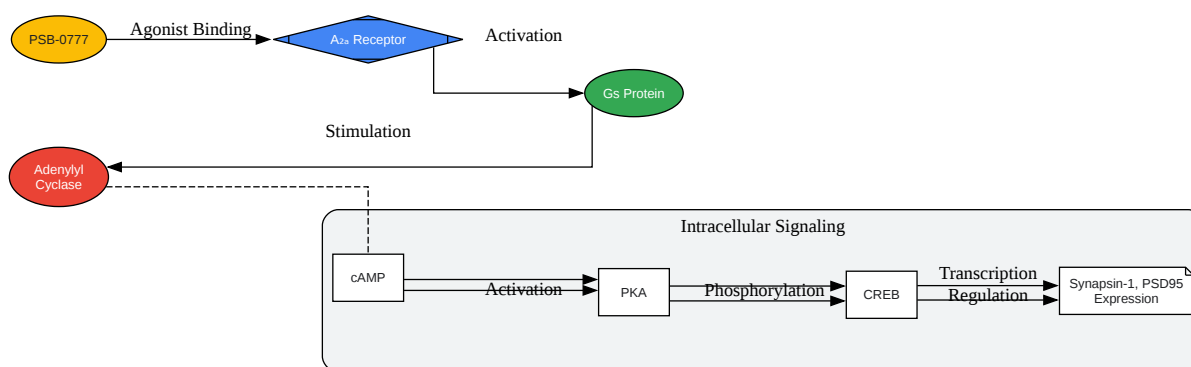 PSB-0777
Agonist Binding
A₂ₐ Receptor
Activation
Gs Protein
Stimulation
Adenylyl
Cyclase
Intracellular Signaling
cAMP
Activation
PKA
Phosphorylation
CREB
Transcription
Regulation
Synapsin-1, PSD95
Expression